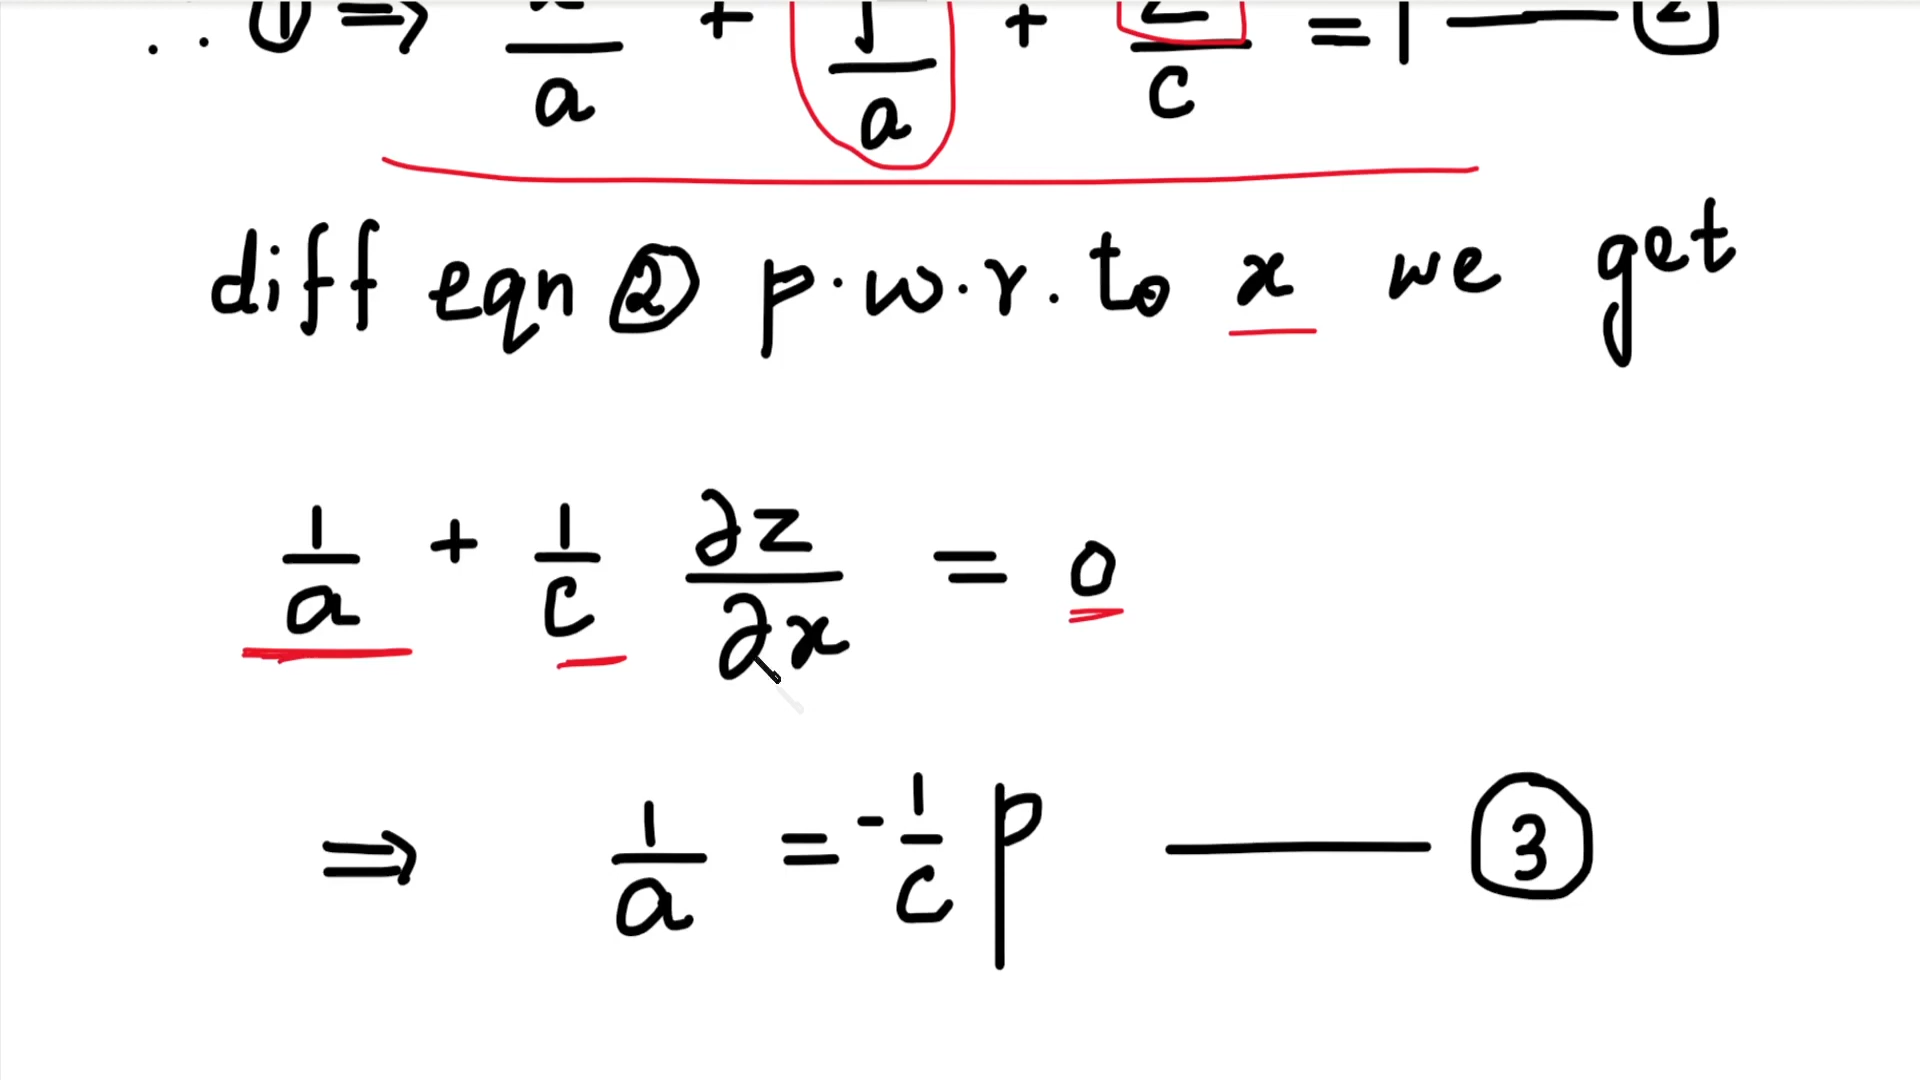 ∴ ① ⇒ x/a + y/a + z/c = 1 —— ②
diff eqn ② p.w.r. to x we get
1/a + 1/c ∂z/∂x = 0
⇒ 1/a = -1/c p —— ③